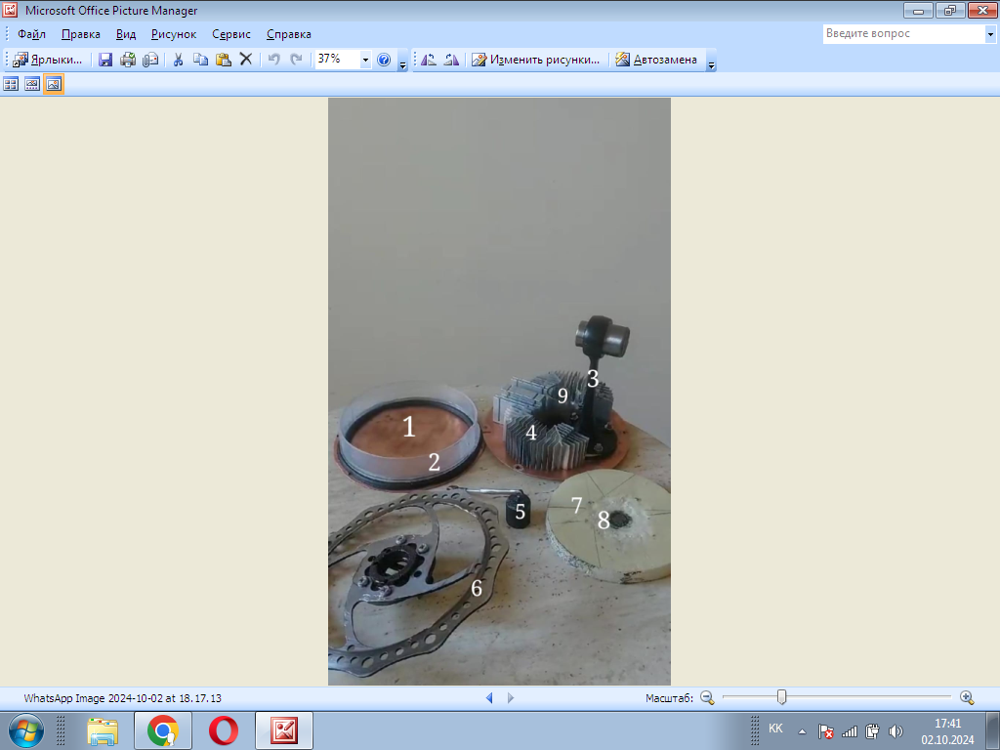 Microsoft Office Picture Manager
Файл Правка Вид Рисунок Сервис Справка
Введите вопрос
Ярлыки...
37%
Изменить рисунки...
Автозамена
3
9
1
4
2
5
7
8
6
WhatsApp Image 2024-10-02 at 18.17.13
Масштаб:
KK
17:41
02.10.2024